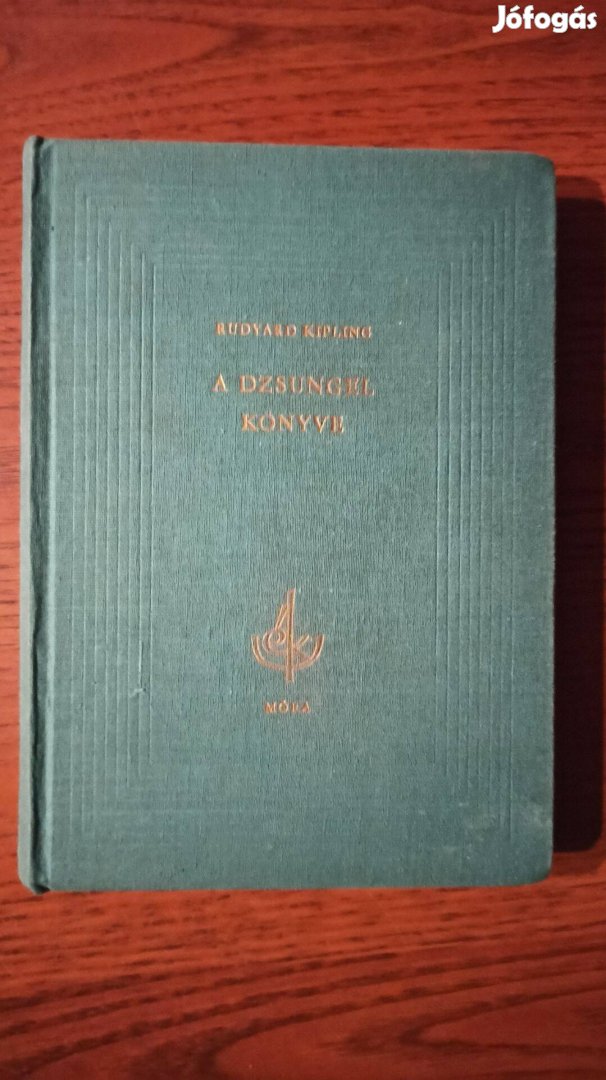 Jófogás
RUDYARD KIPLING
A DZSUNGEL
KÖNYVE
MÓRA